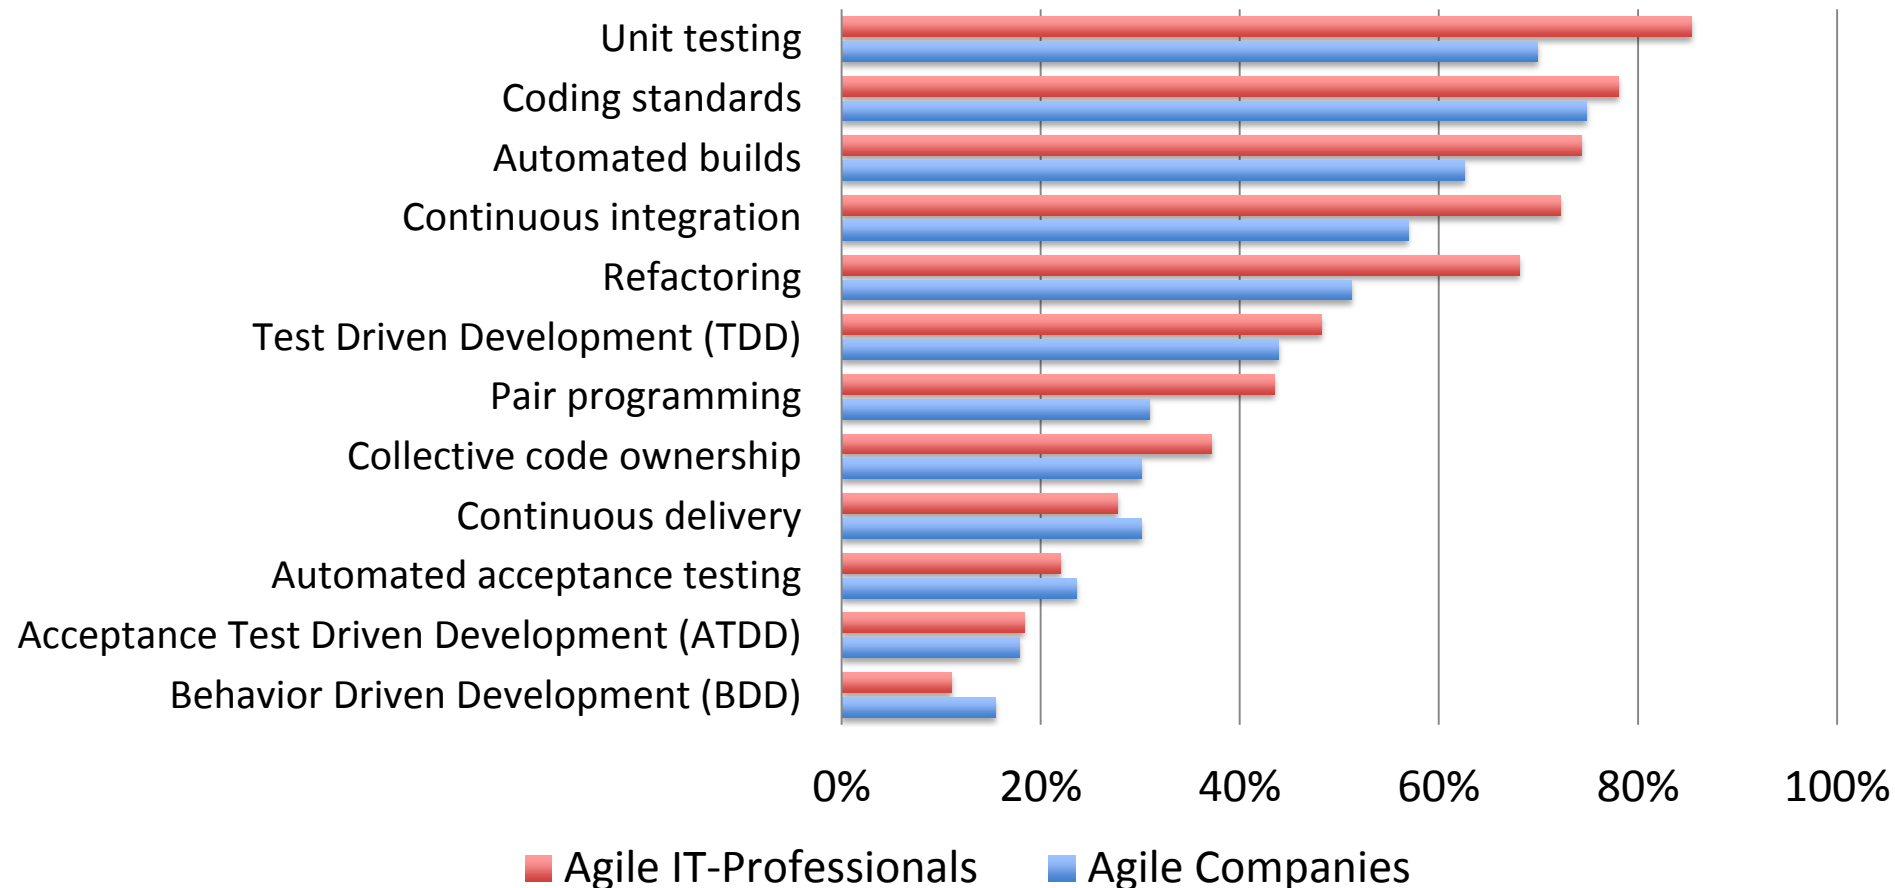 Unit testing
Coding standards
Automated builds
Continuous integration
Refactoring
Test Driven Development (TDD)
Pair programming
Collective code ownership
Continuous delivery
Automated acceptance testing
Acceptance Test Driven Development (ATDD)
Behavior Driven Development (BDD)
0% 20% 40% 60% 80% 100%
Agile IT-Professionals Agile Companies